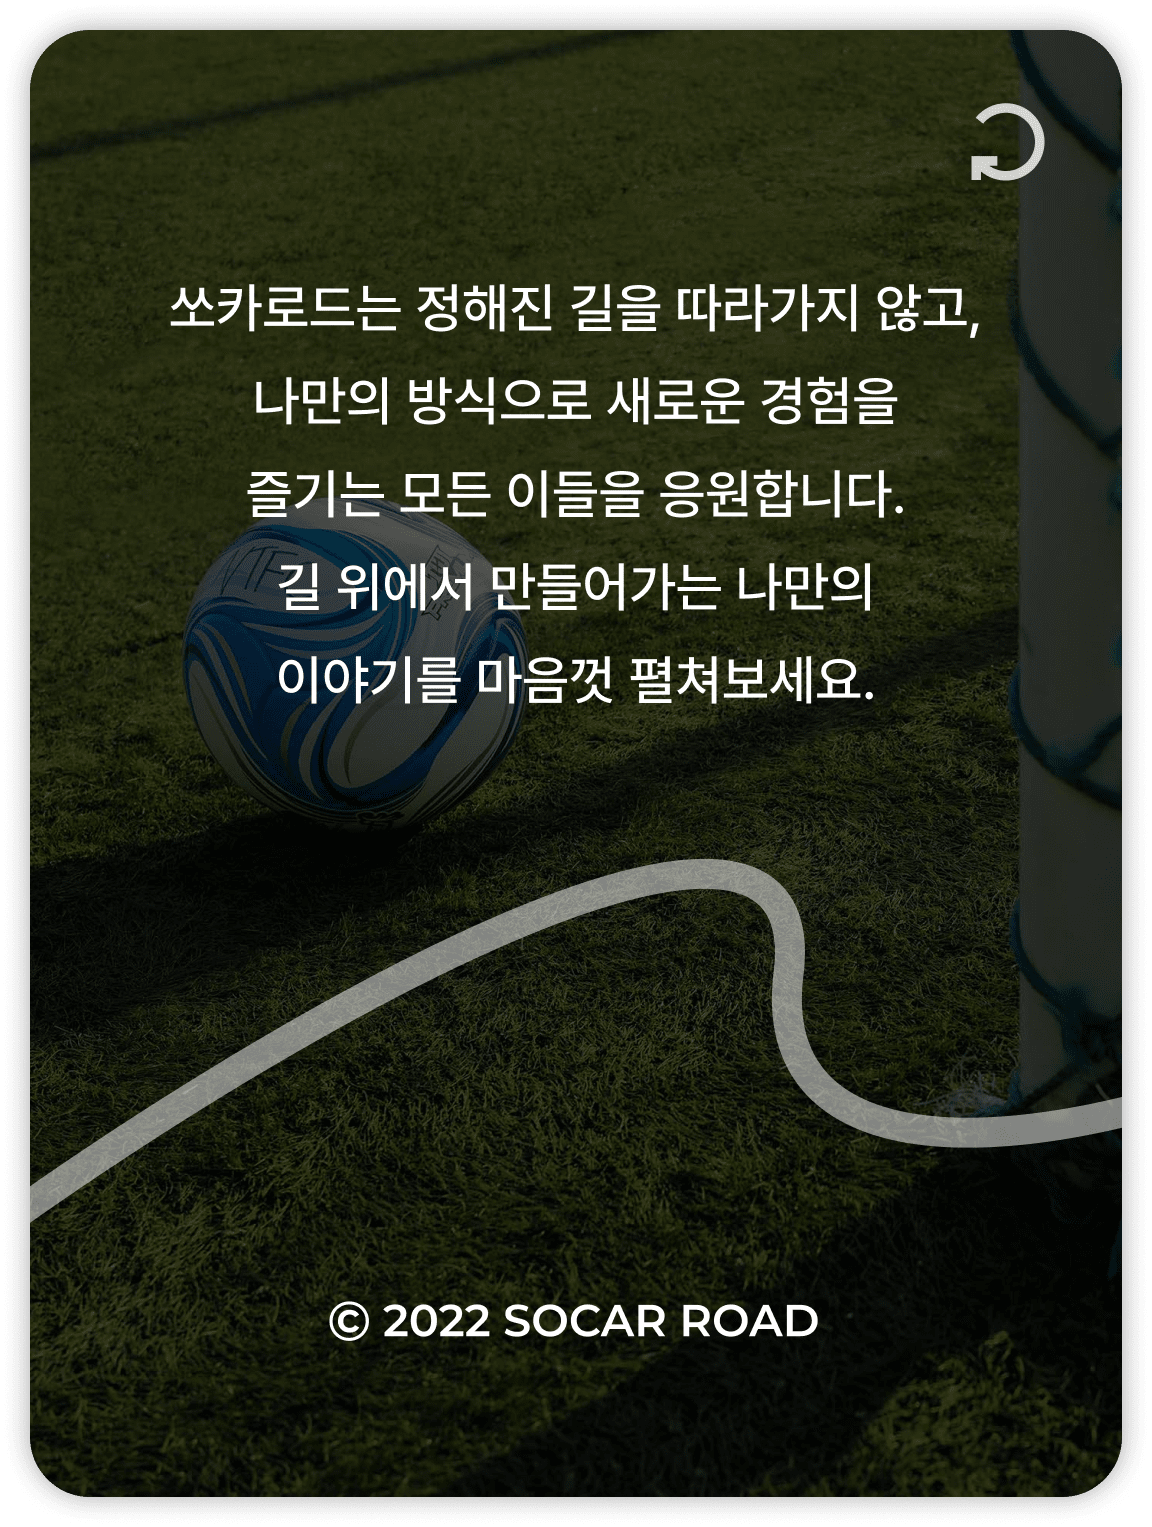 쏘카로드는 정해진 길을 따라가지 않고,
나만의 방식으로 새로운 경험을
즐기는 모든 이들을 응원합니다.
길 위에서 만들어가는 나만의
이야기를 마음껏 펼쳐보세요.
© 2022 SOCAR ROAD